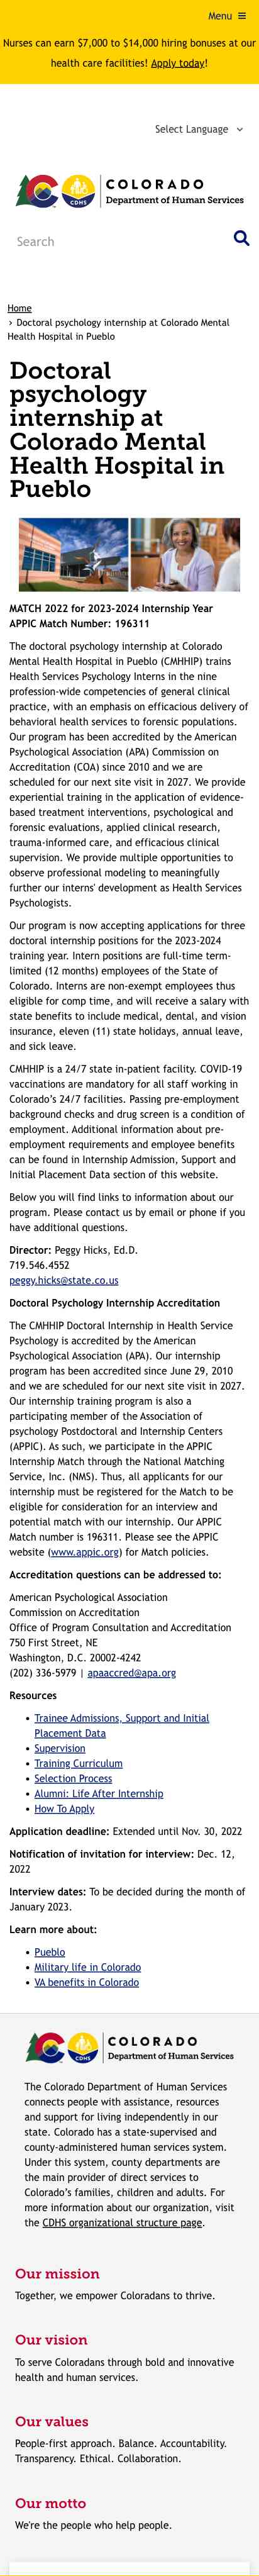 Menu ≡
Nurses can earn $7,000 to $14,000 hiring bonuses at our
health care facilities! Apply today!
Select Language
COLORADO
CDHS
Department of Human Services
Search
Home
› Doctoral psychology internship at Colorado Mental
Health Hospital in Pueblo
Doctoral
psychology
internship at
Colorado Mental
Health Hospital in
Pueblo
MATCH 2022 for 2023-2024 Internship Year
APPIC Match Number: 196311
The doctoral psychology internship at Colorado
Mental Health Hospital in Pueblo (CMHHIP) trains
Health Services Psychology Interns in the nine
profession-wide competencies of general clinical
practice, with an emphasis on efficacious delivery of
behavioral health services to forensic populations.
Our program has been accredited by the American
Psychological Association (APA) Commission on
Accreditation (COA) since 2010 and we are
scheduled for our next site visit in 2027. We provide
experiential training in the application of evidence-
based treatment interventions, psychological and
forensic evaluations, applied clinical research,
trauma-informed care, and efficacious clinical
supervision. We provide multiple opportunities to
observe professional modeling to meaningfully
further our interns' development as Health Services
Psychologists.
Our program is now accepting applications for three
doctoral internship positions for the 2023-2024
training year. Intern positions are full-time term-
limited (12 months) employees of the State of
Colorado. Interns are non-exempt employees thus
eligible for comp time, and will receive a salary with
state benefits to include medical, dental, and vision
insurance, eleven (11) state holidays, annual leave,
and sick leave.
CMHHIP is a 24/7 state in-patient facility. COVID-19
vaccinations are mandatory for all staff working in
Colorado’s 24/7 facilities. Passing pre-employment
background checks and drug screen is a condition of
employment. Additional information about pre-
employment requirements and employee benefits
can be found in Internship Admission, Support and
Initial Placement Data section of this website.
Below you will find links to information about our
program. Please contact us by email or phone if you
have additional questions.
Director: Peggy Hicks, Ed.D.
719.546.4552
peggy.hicks@state.co.us
Doctoral Psychology Internship Accreditation
The CMHHIP Doctoral Internship in Health Service
Psychology is accredited by the American
Psychological Association (APA). Our internship
program has been accredited since June 29, 2010
and we are scheduled for our next site visit in 2027.
Our internship training program is also a
participating member of the Association of
psychology Postdoctoral and Internship Centers
(APPIC). As such, we participate in the APPIC
Internship Match through the National Matching
Service, Inc. (NMS). Thus, all applicants for our
internship must be registered for the Match to be
eligible for consideration for an interview and
potential match with our internship. Our APPIC
Match number is 196311. Please see the APPIC
website (www.appic.org) for Match policies.
Accreditation questions can be addressed to:
American Psychological Association
Commission on Accreditation
Office of Program Consultation and Accreditation
750 First Street, NE
Washington, D.C. 20002-4242
(202) 336-5979 | apaaccred@apa.org
Resources
• Trainee Admissions, Support and Initial
Placement Data
• Supervision
• Training Curriculum
• Selection Process
• Alumni: Life After Internship
• How To Apply
Application deadline: Extended until Nov. 30, 2022
Notification of invitation for interview: Dec. 12,
2022
Interview dates: To be decided during the month of
January 2023.
Learn more about:
• Pueblo
• Military life in Colorado
• VA benefits in Colorado
COLORADO
CDHS
Department of Human Services
The Colorado Department of Human Services
connects people with assistance, resources
and support for living independently in our
state. Colorado has a state-supervised and
county-administered human services system.
Under this system, county departments are
the main provider of direct services to
Colorado’s families, children and adults. For
more information about our organization, visit
the CDHS organizational structure page.
Our mission
Together, we empower Coloradans to thrive.
Our vision
To serve Coloradans through bold and innovative
health and human services.
Our values
People-first approach. Balance. Accountability.
Transparency. Ethical. Collaboration.
Our motto
We're the people who help people.